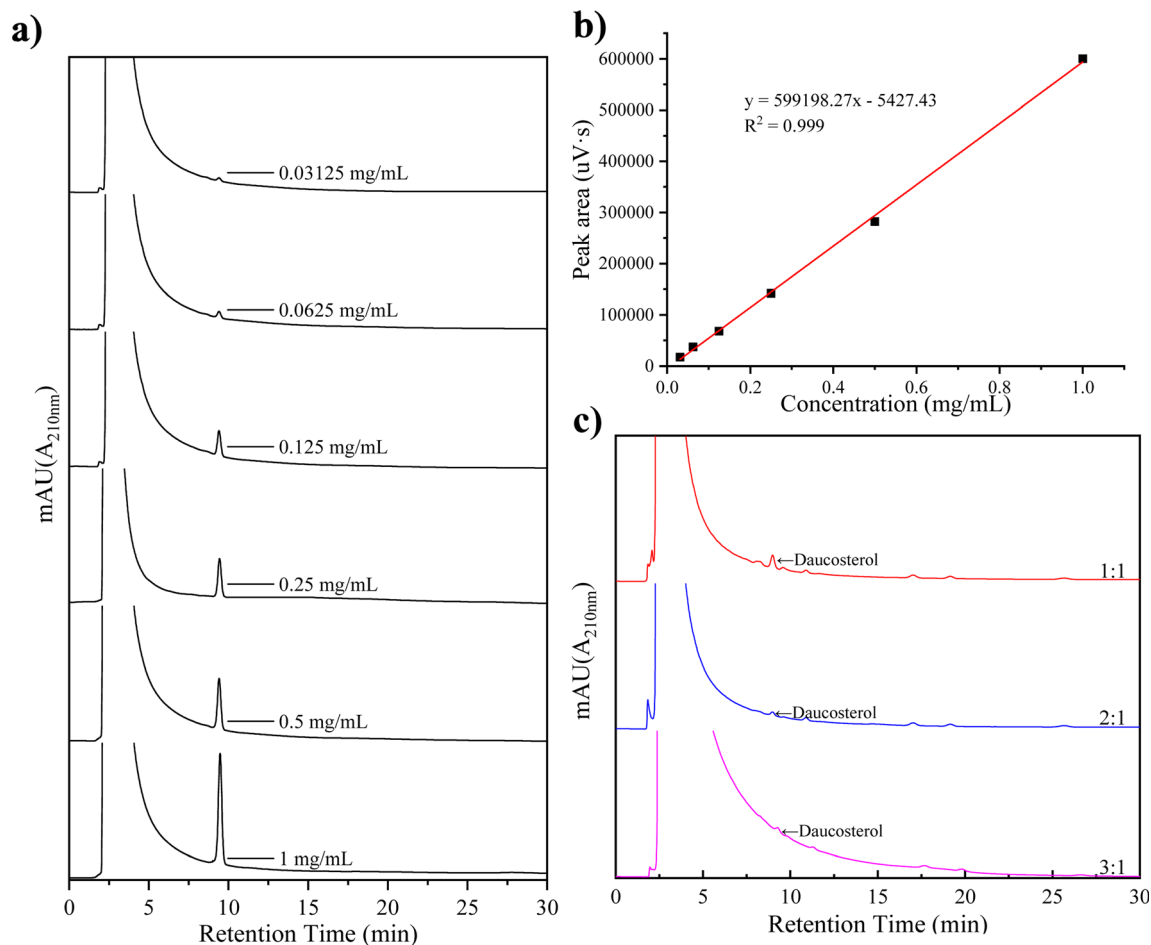 a)
0.03125 mg/mL
0.0625 mg/mL
0.125 mg/mL
0.25 mg/mL
0.5 mg/mL
1 mg/mL
mAU(A210nm)
0 5 10 15 20 25 30
Retention Time (min)
b)
600000
500000
400000
300000
200000
100000
0
y = 599198.27x - 5427.43
R² = 0.999
Peak area (uV·s)
0.0 0.2 0.4 0.6 0.8 1.0
Concentration (mg/mL)
c)
←Daucosterol
1:1
←Daucosterol
2:1
←Daucosterol
3:1
mAU(A210nm)
0 5 10 15 20 25 30
Retention Time (min)